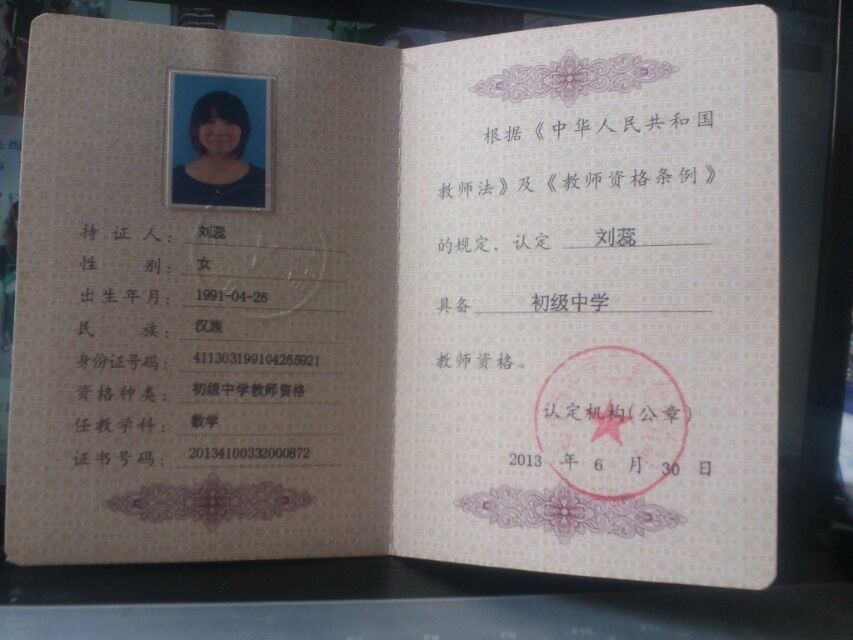 持 证 人： 刘蕊
性 别： 女
出生年月： 1991-04-26
民 族： 汉族
身份证号码： 411303199104265921
资格种类： 初级中学教师资格
任教学科： 数学
证书号码： 20134100332000872
根据《中华人民共和国
教师法》及《教师资格条例》
的规定，认定 刘蕊
具备 初级中学
教师资格。
认定机构（公章）
2013 年 6 月 30 日